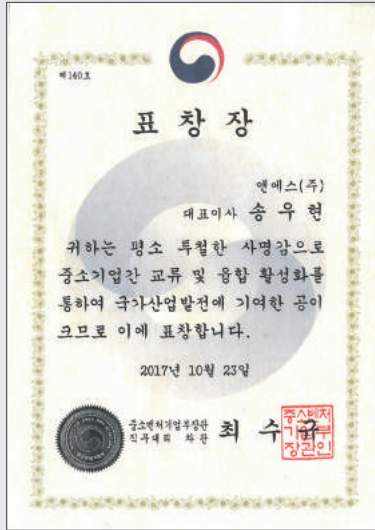 제140호
표 창 장
앤에스(주)
대표이사 송 우 현
귀하는 평소 투철한 사명감으로
중소기업간 교류 및 융합 활성화를
통하여 국가산업발전에 기여한 공이
크므로 이에 표창합니다.
2017년 10월 23일
중소벤처기업부장관
직무대리 차관 최 수 규